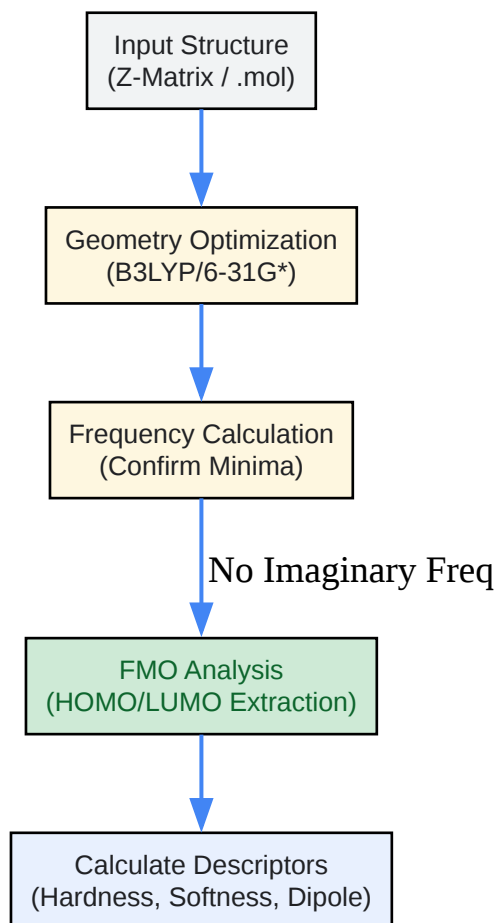 Input Structure
(Z-Matrix / .mol)
Geometry Optimization
(B3LYP/6-31G*)
Frequency Calculation
(Confirm Minima)
No Imaginary Freq
FMO Analysis
(HOMO/LUMO Extraction)
Calculate Descriptors
(Hardness, Softness, Dipole)